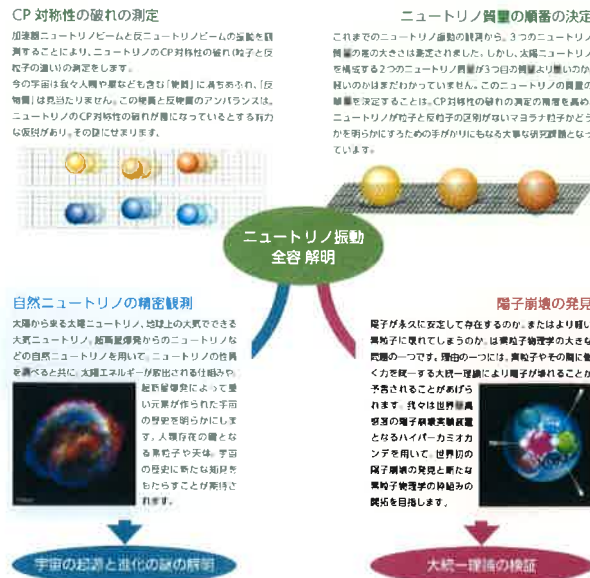 CP 対称性の破れの測定
加速器ニュートリノビームと反ニュートリノビームの振動を観
測することにより、ニュートリノのCP対称性の破れ(粒子と反
粒子の違い)の測定をします。
今の宇宙は我々人間や星なども含む「物質」に満ちあふれ、「反
物質」は見当たりません。この物質と反物質のアンバランスは、
ニュートリノのCP対称性の破れが鍵になっているとする有力
な仮説があり、その謎にせまります。
ニュートリノ質量の順番の決定
これまでのニュートリノ振動の観測から、3つのニュートリノ
質量の差の大きさは測定されました。しかし、太陽ニュートリノ
を構成する2つのニュートリノ質量が3つ目の質量より重いのか、
軽いのかはまだわかっていません。このニュートリノの質量の
順番を決定することは、CP対称性の破れの測定の精度を高め、
ニュートリノが粒子と反粒子の区別がないマヨラナ粒子かどう
かを明らかにするための手がかりにもなる大事な研究課題となっ
ています。
ニュートリノ振動
全容 解明
自然ニュートリノの精密観測
太陽から来る太陽ニュートリノ、地球上の大気でできる
大気ニュートリノ、超新星爆発からのニュートリノな
どの自然ニュートリノを用いて、ニュートリノの性質
を調べると共に、太陽エネルギーが放出される仕組みや、
超新星爆発によって重
い元素が作られた宇宙
の歴史を明らかにしま
す。人類存在の鍵とな
る素粒子や天体、宇宙
の歴史に新たな知見を
もたらすことが期待さ
れます。
宇宙の起源と進化の謎の解明
陽子崩壊の発見
陽子が永久に安定して存在するのか、またはより軽い
素粒子に壊れてしまうのか、は素粒子物理学の大きな
問題の一つです。理由の一つには、素粒子やその間に働
く力を統一する大統一理論により陽子が壊れることが
予言されることがあげら
れます。我々は世界最高
感度の陽子崩壊実験装置
となるハイパーカミオカ
ンデを用いて、世界初の
陽子崩壊の発見と新たな
素粒子物理学の枠組みの
開拓を目指します。
大統一理論の検証